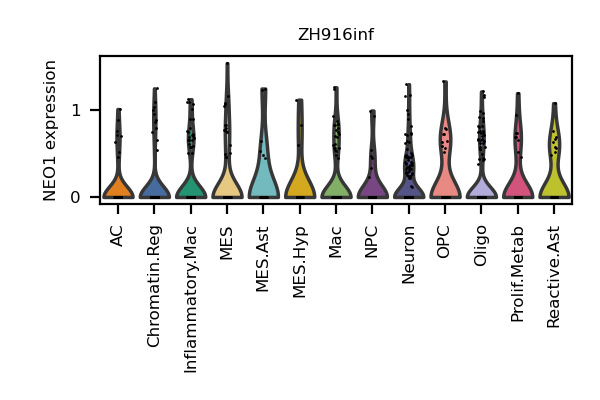 ZH916inf
NEO1 expression
1
0
AC
Chromatin.Reg
Inflammatory.Mac
MES
MES.Ast
MES.Hyp
Mac
NPC
Neuron
OPC
Oligo
Prolif.Metab
Reactive.Ast